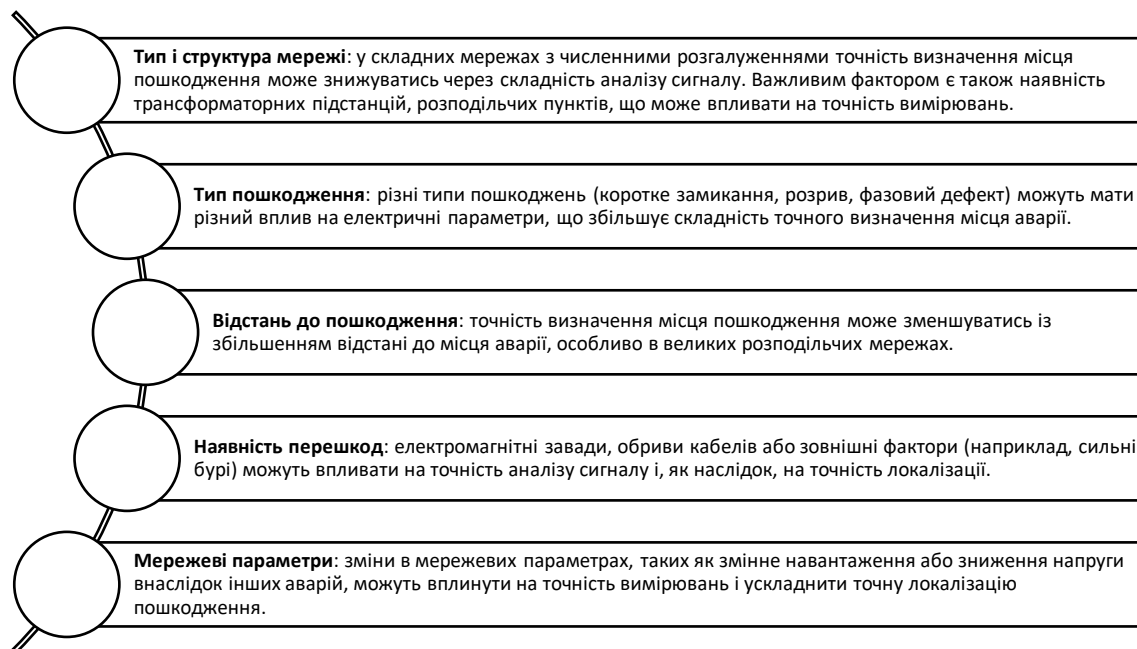 Тип і структура мережі: у складних мережах з численними розгалуженнями точність визначення місця
пошкодження може знижуватись через складність аналізу сигналу. Важливим фактором є також наявність
трансформаторних підстанцій, розподільчих пунктів, що може впливати на точність вимірювань.
Тип пошкодження: різні типи пошкоджень (коротке замикання, розрив, фазовий дефект) можуть мати
різний вплив на електричні параметри, що збільшує складність точного визначення місця аварії.
Відстань до пошкодження: точність визначення місця пошкодження може зменшуватись із
збільшенням відстані до місця аварії, особливо в великих розподільчих мережах.
Наявність перешкод: електромагнітні завади, обриви кабелів або зовнішні фактори (наприклад, сильні
бурі) можуть впливати на точність аналізу сигналу і, як наслідок, на точність локалізації.
Мережеві параметри: зміни в мережевих параметрах, таких як змінне навантаження або зниження напруги
внаслідок інших аварій, можуть вплинути на точність вимірювань і ускладнити точну локалізацію
пошкодження.